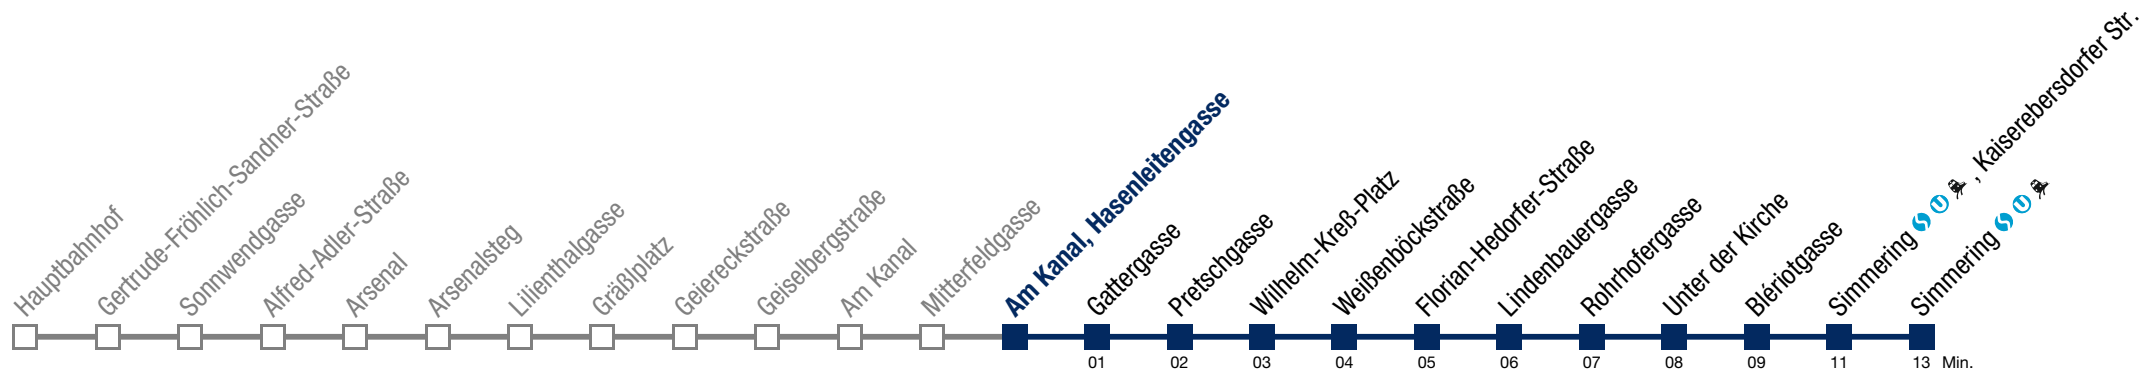 Hauptbahnhof
Gertrude-Fröhlich-Sandner-Straße
Sonnwendgasse
Alfred-Adler-Straße
Arsenal
Arsenalsteg
Lilienthalgasse
Gräßlplatz
Geiereckstraße
Geiselbergstraße
Am Kanal
Mitterfeldgasse
Am Kanal, Hasenleitengasse
Gattergasse
Pretschgasse
Wilhelm-Kreß-Platz
Weißenböckstraße
Florian-Hedorfer-Straße
Lindenbauergasse
Rohrhofergasse
Unter der Kirche
Blériotgasse
Simmering S U , Kaiserebersdorfer Str.
Simmering S U
01 02 03 04 05 06 07 08 09 11 13 Min.